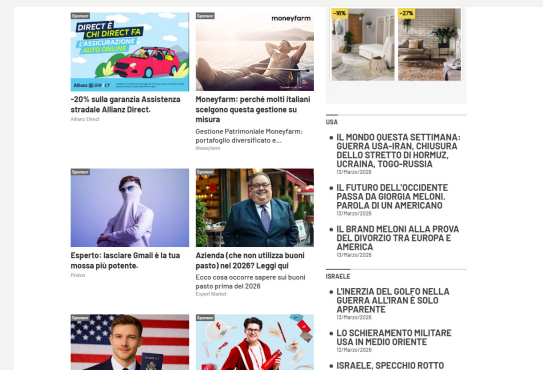 Sponsor
DIRECT È
CHI DIRECT FA
L'ASSICURAZIONE
AUTO ONLINE
Allianz DIRECT
-20% sulla garanzia Assistenza
stradale Allianz Direct.
Allianz Direct
Sponsor
moneyfarm
Moneyfarm: perché molti italiani
scelgono questa gestione su
misura
Gestione Patrimoniale Moneyfarm:
portafoglio diversificato e...
Moneyfarm
Sponsor
Esperto: lasciare Gmail è la tua
mossa più potente.
Proton
Sponsor
Azienda (che non utilizza buoni
pasto) nel 2026? Leggi qui
Ecco cosa occorre sapere sui buoni
pasto prima del 2026
Expert Market
Sponsor
Sponsor
-16%
-27%
USA
IL MONDO QUESTA SETTIMANA:
GUERRA USA-IRAN, CHIUSURA
DELLO STRETTO DI HORMUZ,
UCRAINA, TOGO-RUSSIA
13/Marzo/2026
IL FUTURO DELL'OCCIDENTE
PASSA DA GIORGIA MELONI.
PAROLA DI UN AMERICANO
13/Marzo/2026
IL BRAND MELONI ALLA PROVA
DEL DIVORZIO TRA EUROPA E
AMERICA
13/Marzo/2026
ISRAELE
L'INERZIA DEL GOLFO NELLA
GUERRA ALL'IRAN È SOLO
APPARENTE
13/Marzo/2026
LO SCHIERAMENTO MILITARE
USA IN MEDIO ORIENTE
12/Marzo/2026
ISRAELE, SPECCHIO ROTTO